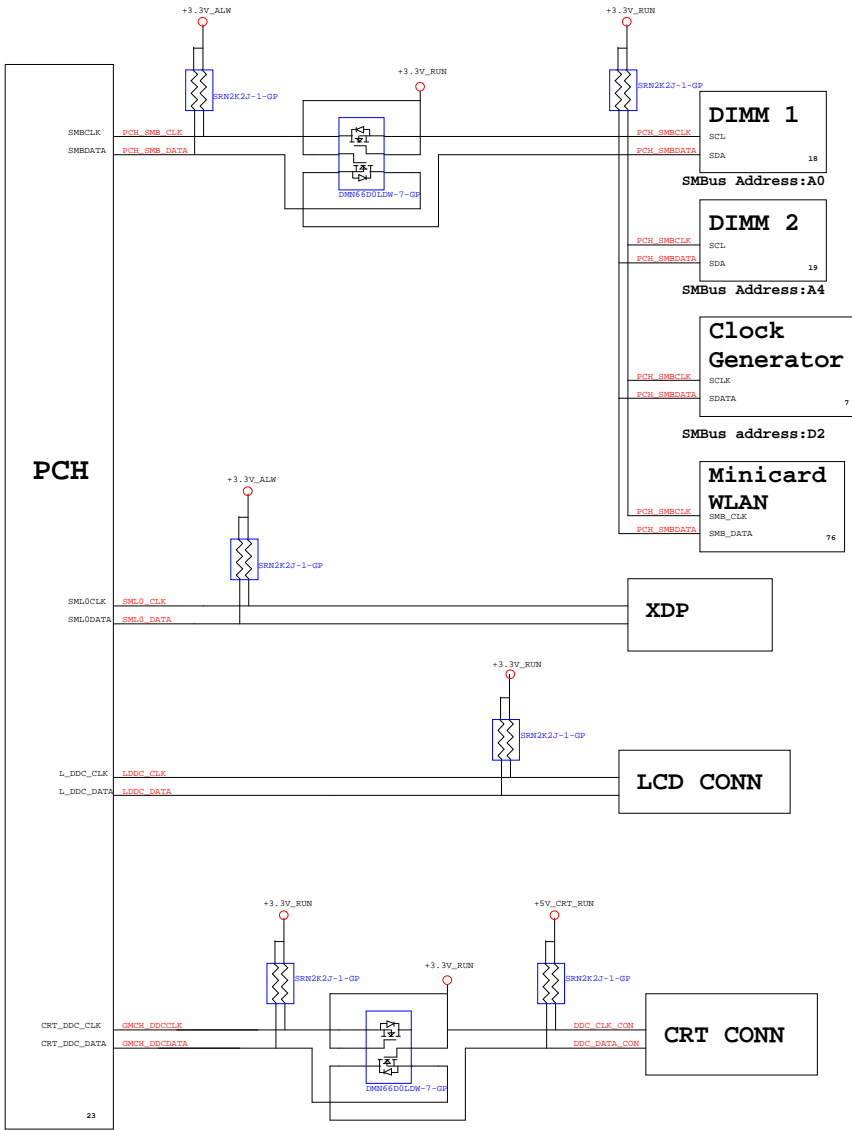 +3.3V_ALW
+3.3V_RUN
+3.3V_RUN
SRN2K2J-1-GP
SRN2K2J-1-GP
DIMM 1
SMBCLK
PCH_SMB_CLK
PCH_SMBCLK
SCL
SMBDATA
PCH_SMB_DATA
PCH_SMBDATA
SDA
18
SMBus Address:A0
DMN66D0LDW-7-GP
DIMM 2
PCH_SMBCLK
SCL
PCH_SMBDATA
SDA
19
SMBus Address:A4
Clock
Generator
PCH_SMBCLK
SCLK
PCH_SMBDATA
SDATA
7
SMBus address:D2
PCH
Minicard
WLAN
PCH_SMBCLK
SMB_CLK
PCH_SMBDATA
SMB_DATA
76
+3.3V_ALW
SRN2K2J-1-GP
SML0CLK
SML0_CLK
SML0DATA
SML0_DATA
XDP
+3.3V_RUN
SRN2K2J-1-GP
L_DDC_CLK
LDDC_CLK
L_DDC_DATA
LDDC_DATA
LCD CONN
+3.3V_RUN
+5V_CRT_RUN
+3.3V_RUN
SRN2K2J-1-GP
SRN2K2J-1-GP
CRT_DDC_CLK
GMCH_DDCCLK
DDC_CLK_CON
CRT_DDC_DATA
GMCH_DDCDATA
DDC_DATA_CON
CRT CONN
DMN66D0LDW-7-GP
23